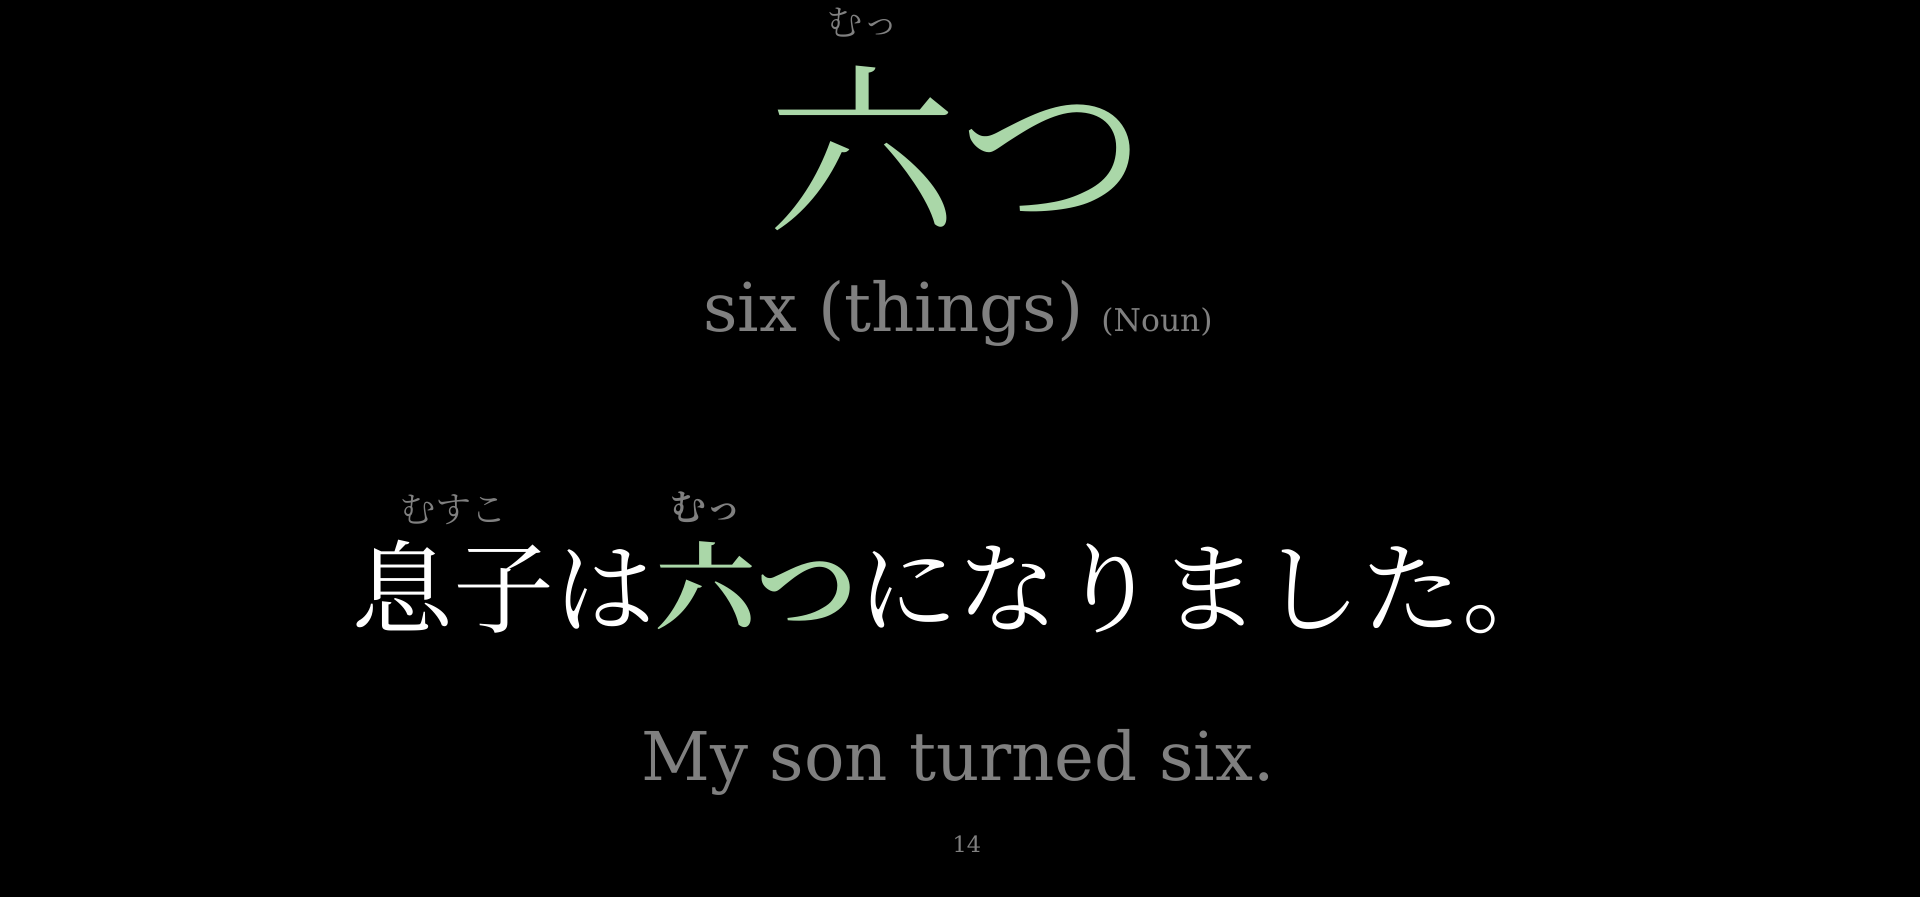 むっ
六つ
six (things) (Noun)
むすこ むっ
息子は六つになりました。
My son turned six.
14